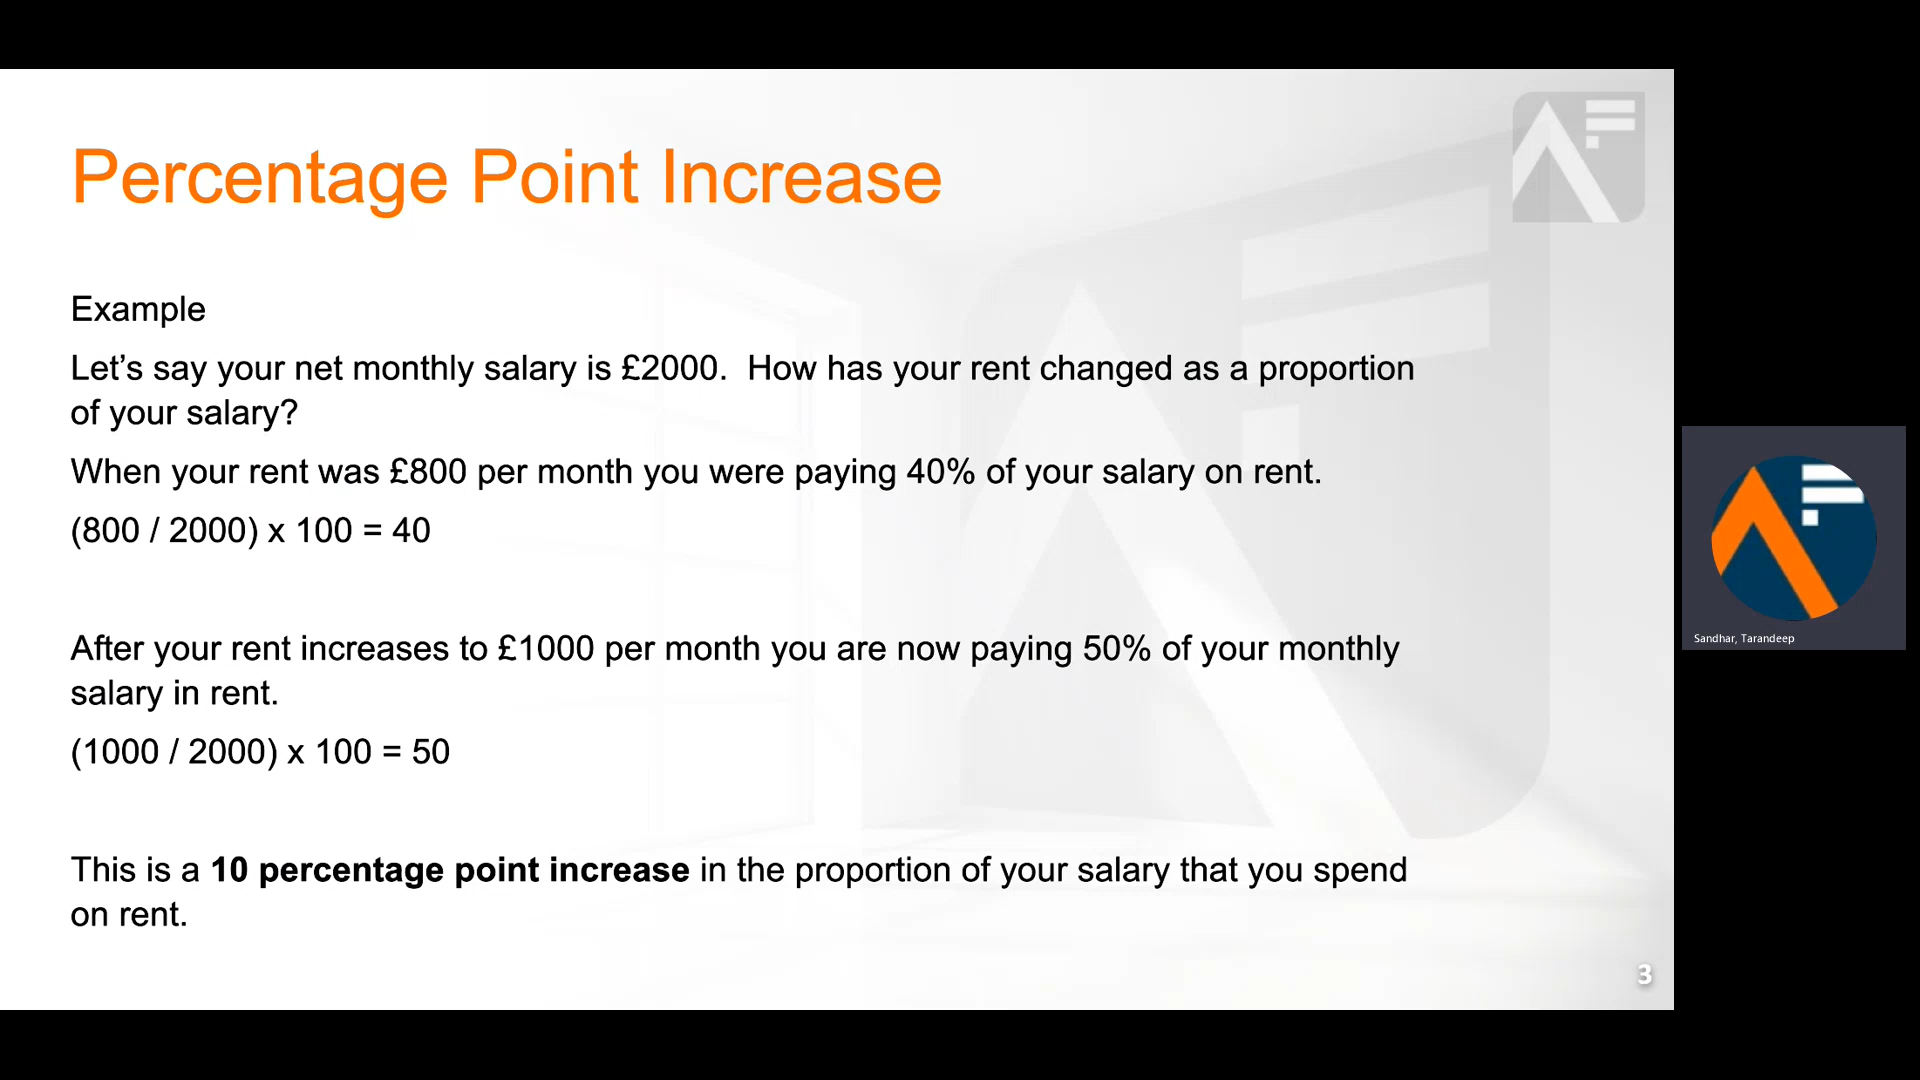 Percentage Point Increase
Example
Let’s say your net monthly salary is £2000.  How has your rent changed as a proportion
of your salary?
When your rent was £800 per month you were paying 40% of your salary on rent.
(800 / 2000) x 100 = 40
After your rent increases to £1000 per month you are now paying 50% of your monthly
salary in rent.
(1000 / 2000) x 100 = 50
This is a 10 percentage point increase in the proportion of your salary that you spend
on rent.
3
Sandhar, Tarandeep